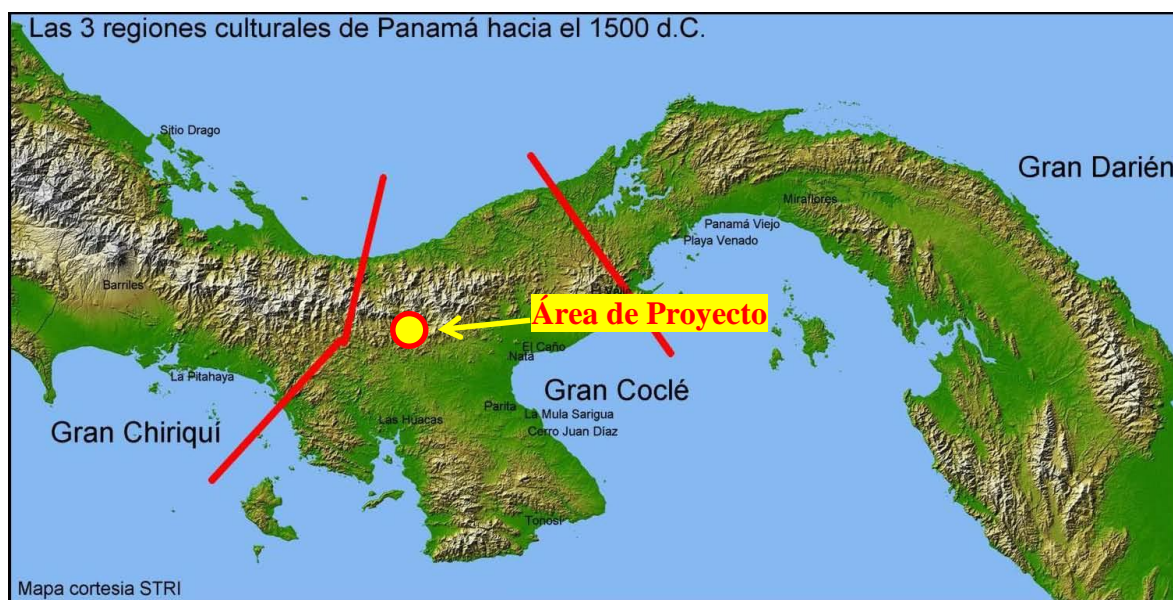 Las 3 regiones culturales de Panamá hacia el 1500 d.C.
Sitio Drago
Gran Darién
Miraflores
Panamá Viejo
Playa Venado
Barriles
El Valle
Área de Proyecto
El Caño
Natá
La Pitahaya
Gran Coclé
Parita
La Mula Sarigua
Las Huacas
Cerro Juan Díaz
Gran Chiriquí
Tonosí
Mapa cortesia STRI